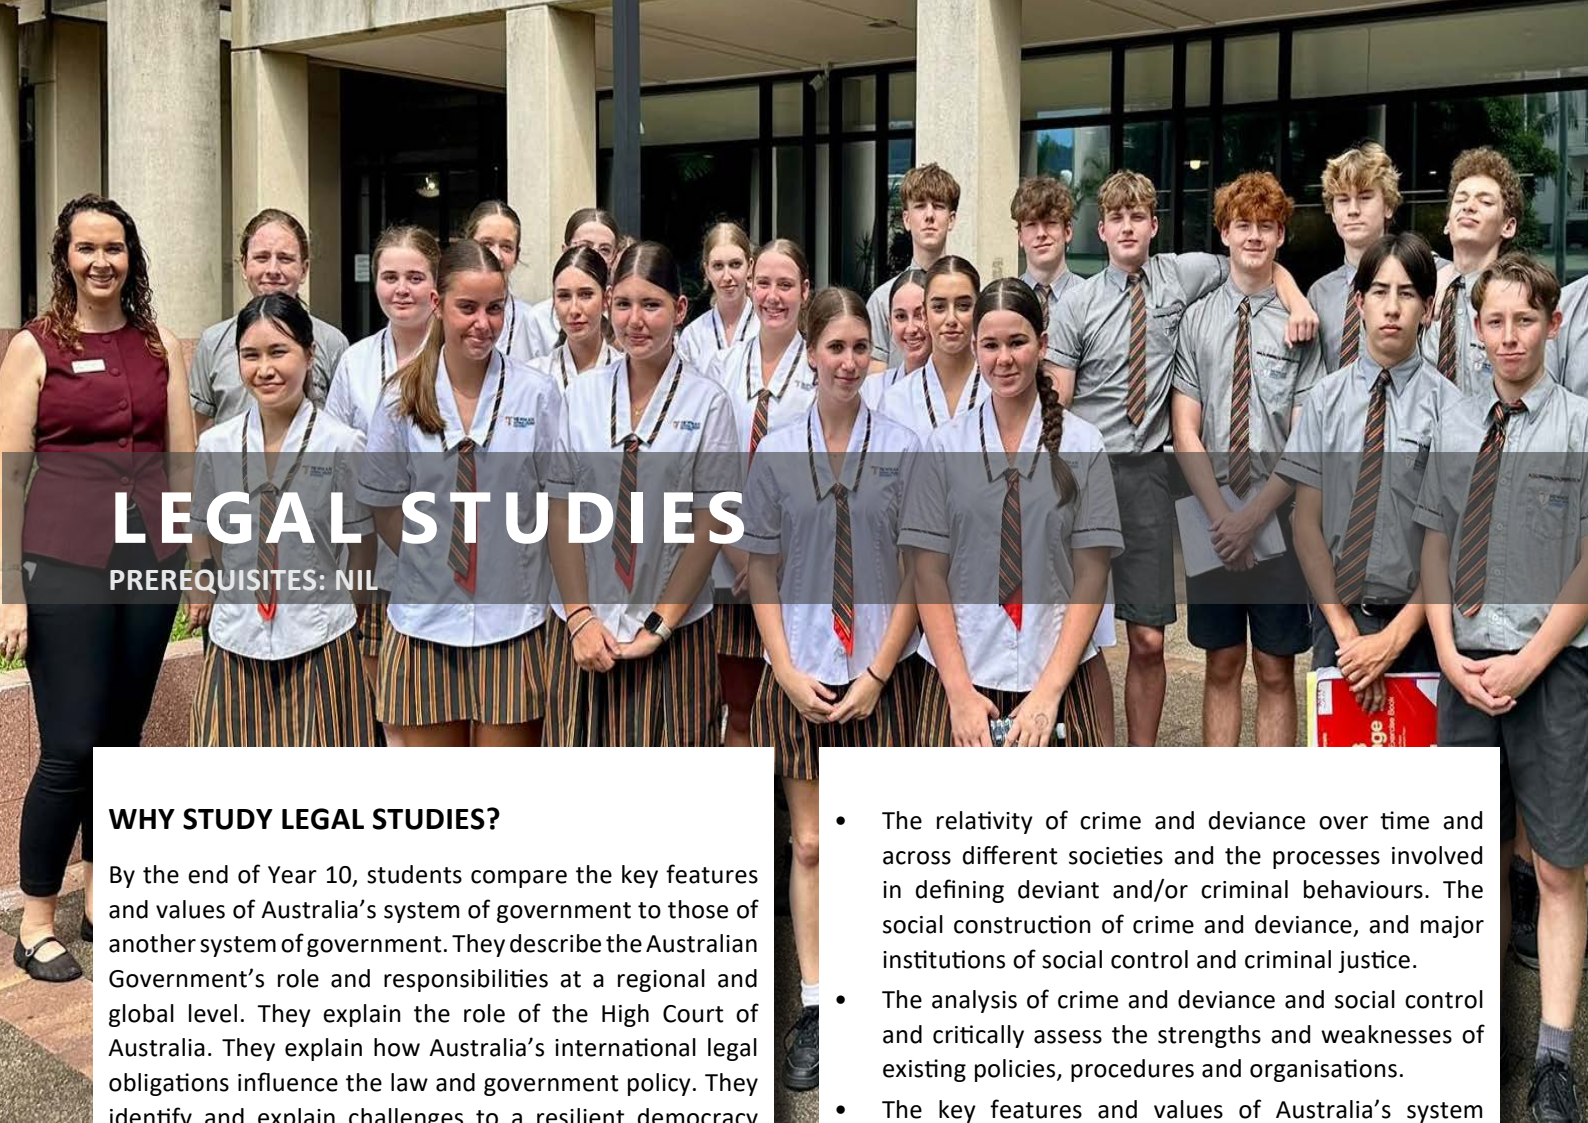 LEGAL STUDIES
PREREQUISITES: NIL
WHY STUDY LEGAL STUDIES?
By the end of Year 10, students compare the key features
and values of Australia’s system of government to those of
another system of government. They describe the Australian
Government’s role and responsibilities at a regional and
global level. They explain the role of the High Court of
Australia. They explain how Australia’s international legal
obligations influence the law and government policy. They
identify and explain challenges to a resilient democracy
• The relativity of crime and deviance over time and
across different societies and the processes involved
in defining deviant and/or criminal behaviours. The
social construction of crime and deviance, and major
institutions of social control and criminal justice.
• The analysis of crime and deviance and social control
and critically assess the strengths and weaknesses of
existing policies, procedures and organisations.
• The key features and values of Australia’s system